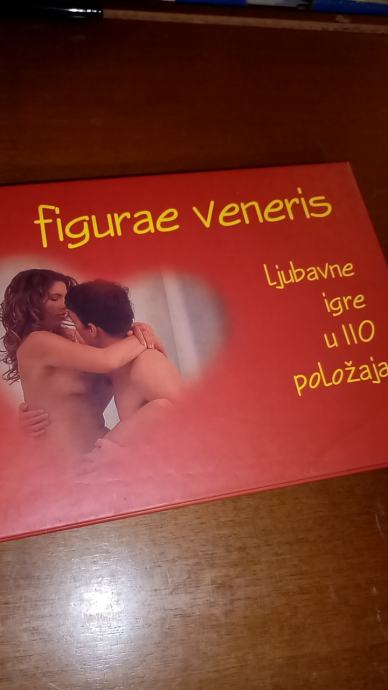 figurae veneris
Ljubavne
igre
u 110
položaja